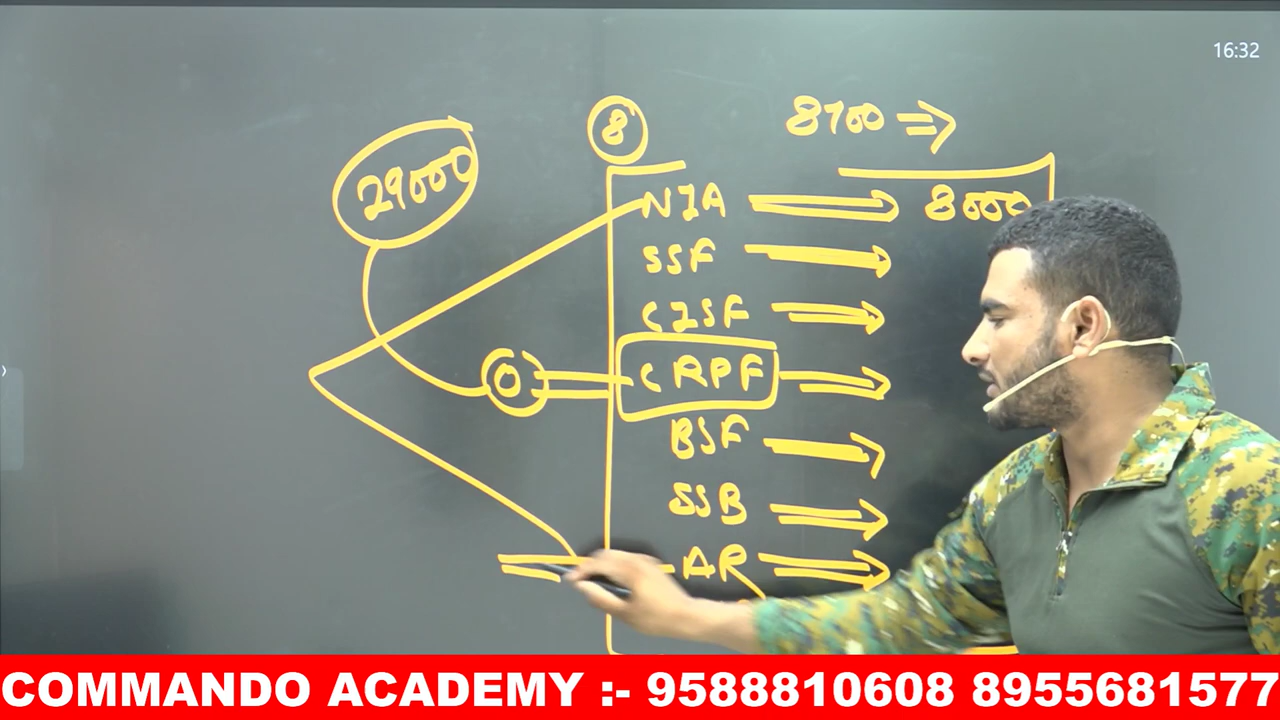 16:32
8
8700 ⇒
29000
NIA ⇒ 8000
SSF ⇒
CISF ⇒
0 = CRPF ⇒
BSF ⇒
SSB ⇒
AR ⇒
COMMANDO ACADEMY :- 9588810608 8955681577